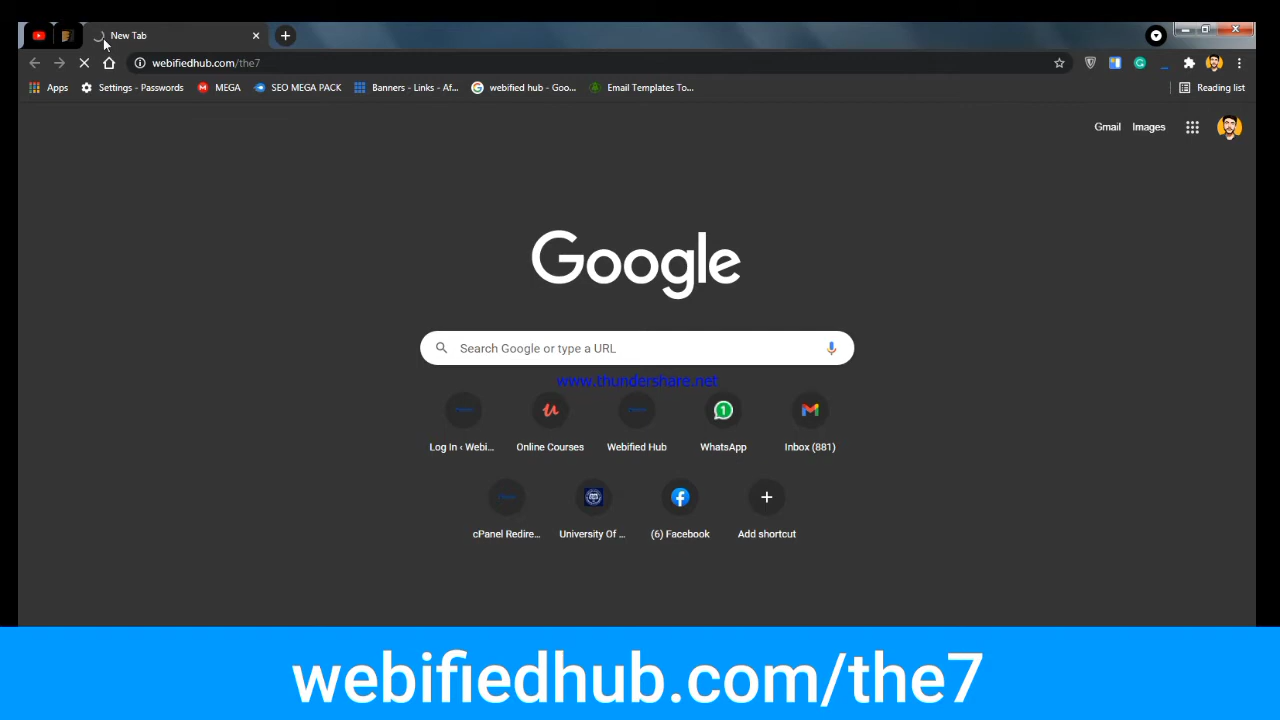 New Tab
webifiedhub.com/the7
Apps
Settings - Passwords
MEGA
SEO MEGA PACK
Banners - Links - Af...
webified hub - Goo...
Email Templates To...
Reading list
Gmail
Images
Google
Search Google or type a URL
www.thundershare.net
Log In ‹ Webi...
Online Courses
Webified Hub
WhatsApp
Inbox (881)
cPanel Redire...
University Of ...
(6) Facebook
Add shortcut
webifiedhub.com/the7